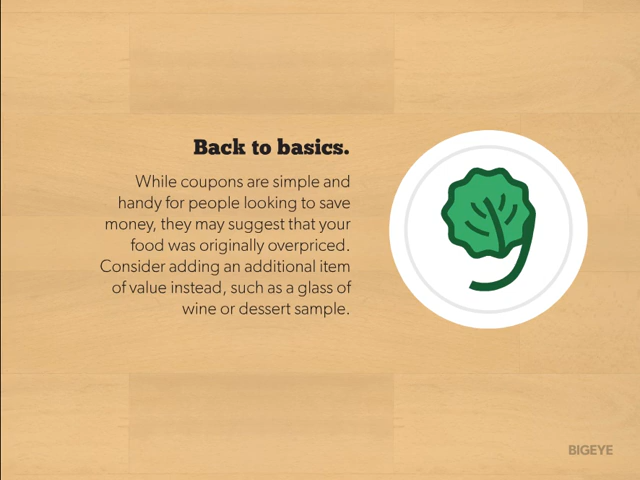 Back to basics.
While coupons are simple and
handy for people looking to save
money, they may suggest that your
food was originally overpriced.
Consider adding an additional item
of value instead, such as a glass of
wine or dessert sample.
BIGEYE